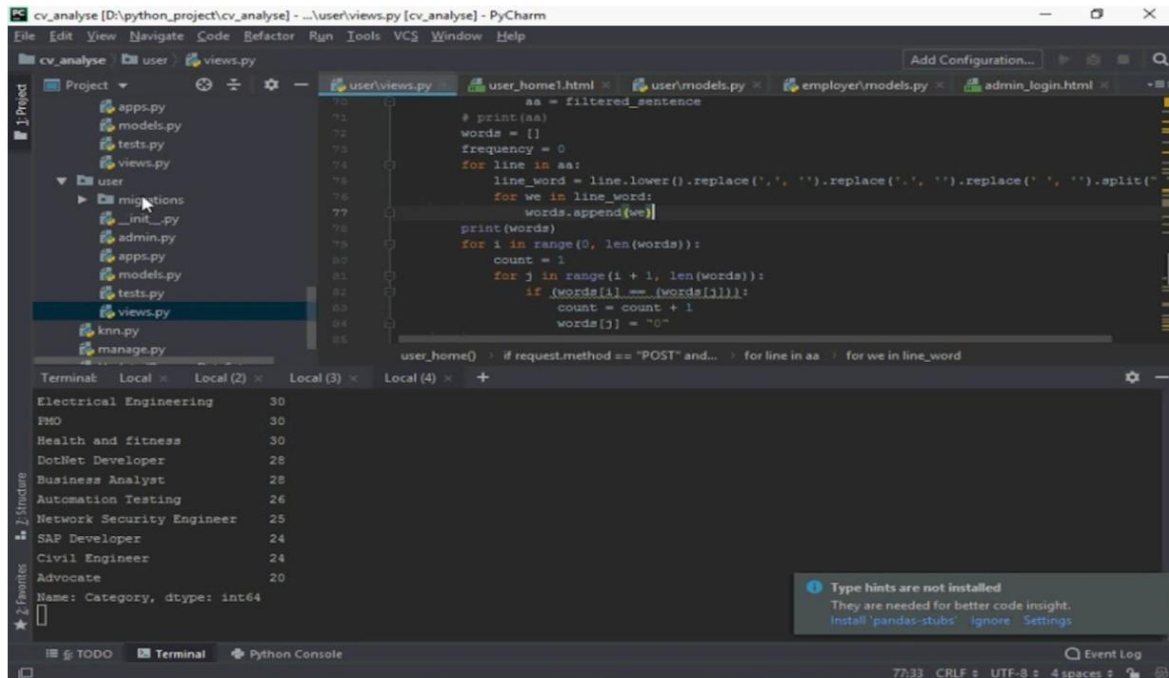 PC cv_analyse [D:\python_project\cv_analyse] - ...\user\views.py [cv_analyse] - PyCharm
File Edit View Navigate Code Refactor Run Tools VCS Window Help
cv_analyse user views.py Add Configuration...
1: Project
Project
user\views.py user_home1.html user\models.py employer\models.py admin_login.html
apps.py
models.py
tests.py
views.py
user
migrations
__init__.py
admin.py
apps.py
models.py
tests.py
views.py
knn.py
manage.py
70 aa = filtered_sentence
71 # print(aa)
72 words = []
73 frequency = 0
74 for line in aa:
75 line_word = line.lower().replace(',', '').replace('.', '').replace(' ', '').split("
76 for we in line_word:
77 words.append(we)
78 print(words)
79 for i in range(0, len(words)):
80 count = 1
81 for j in range(i + 1, len(words)):
82 if (words[i] == (words[j])):
83 count = count + 1
84 words[j] = "0"
85
user_home() if request.method == "POST" and... for line in aa for we in line_word
Terminal: Local Local (2) Local (3) Local (4) +
Electrical Engineering 30
PMO 30
Health and fitness 30
DotNet Developer 28
Business Analyst 28
Automation Testing 26
Network Security Engineer 25
SAP Developer 24
Civil Engineer 24
Advocate 20
Name: Category, dtype: int64
7: Structure
2: Favorites
Type hints are not installed
They are needed for better code insight.
Install 'pandas-stubs' Ignore Settings
6: TODO Terminal Python Console Event Log
77:33 CRLF UTF-8 4 spaces